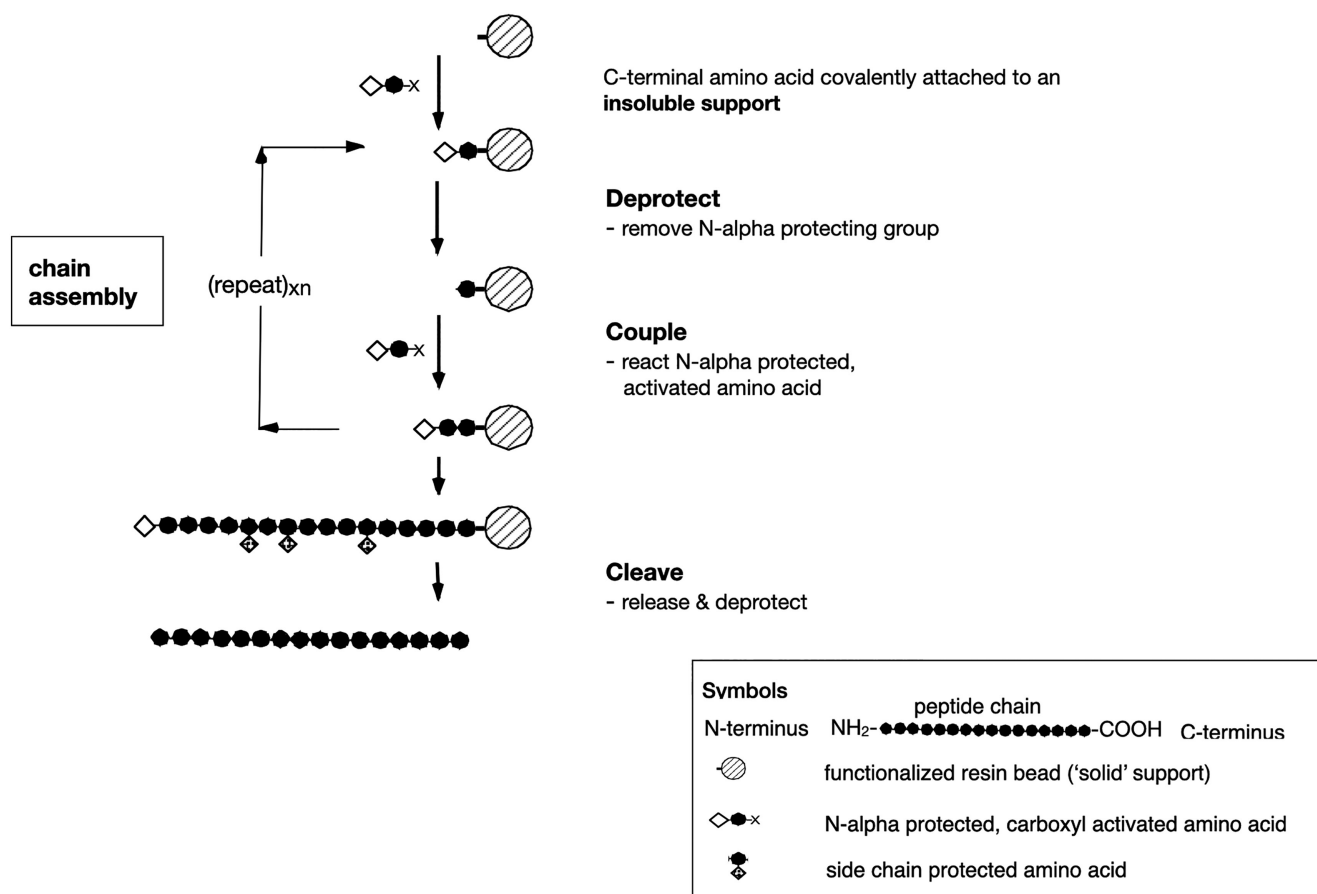 x
C-terminal amino acid covalently attached to an
insoluble support
Deprotect
- remove N-alpha protecting group
chain
assembly
(repeat)xn
Couple
x
- react N-alpha protected,
activated amino acid
Cleave
- release & deprotect
Symbols
peptide chain
N-terminus NH2- -COOH C-terminus
functionalized resin bead ('solid' support)
x N-alpha protected, carboxyl activated amino acid
side chain protected amino acid